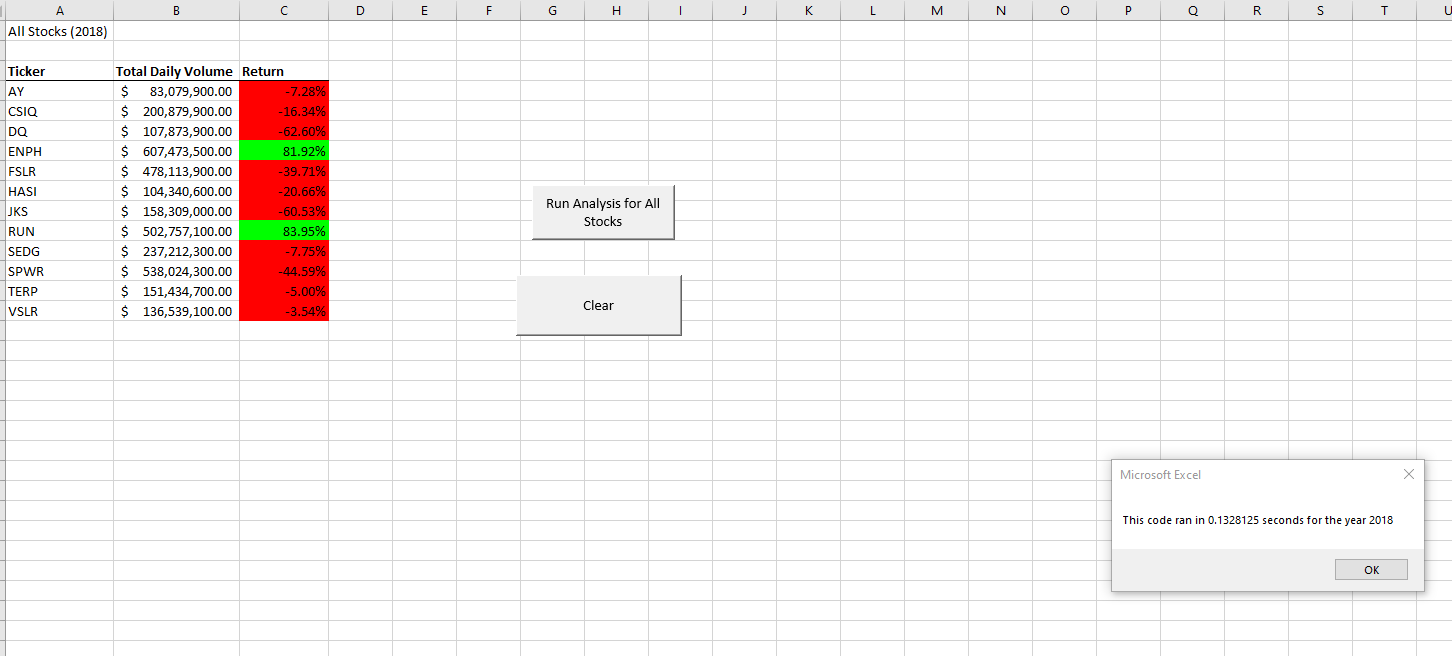 A B C D E F G H I J K L M N O P Q R S T U
All Stocks (2018)
Ticker Total Daily Volume Return
AY $ 83,079,900.00 -7.28%
CSIQ $ 200,879,900.00 -16.34%
DQ $ 107,873,900.00 -62.60%
ENPH $ 607,473,500.00 81.92%
FSLR $ 478,113,900.00 -39.71%
HASI $ 104,340,600.00 -20.66%
JKS $ 158,309,000.00 -60.53%
RUN $ 502,757,100.00 83.95%
SEDG $ 237,212,300.00 -7.75%
SPWR $ 538,024,300.00 -44.59%
TERP $ 151,434,700.00 -5.00%
VSLR $ 136,539,100.00 -3.54%
Run Analysis for All
Stocks
Clear
Microsoft Excel
This code ran in 0.1328125 seconds for the year 2018
OK